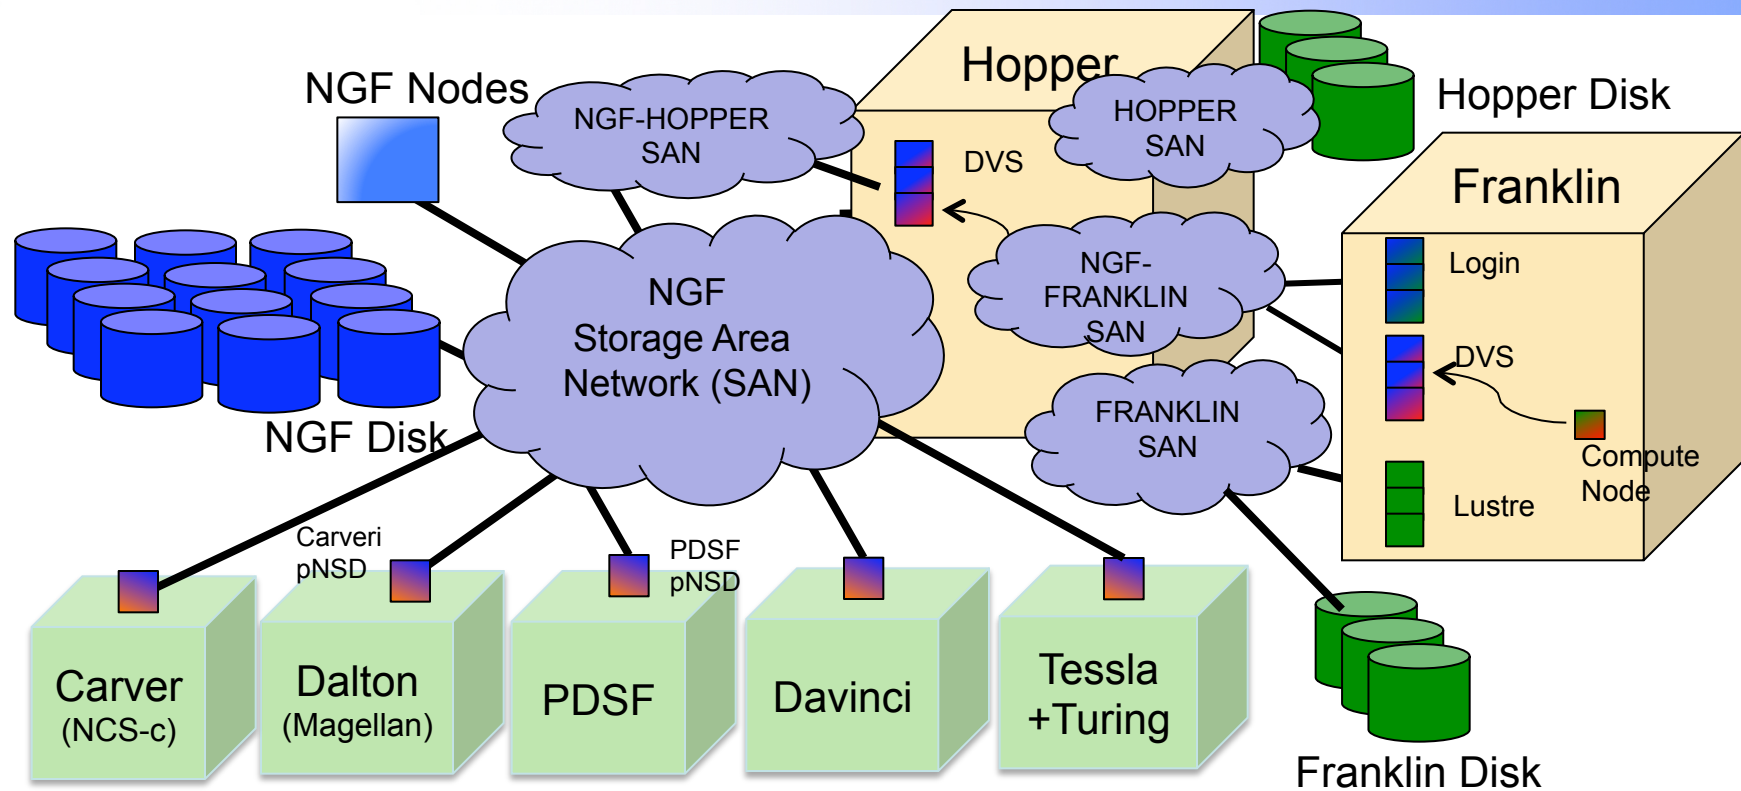 Hopper
NGF Nodes
Hopper Disk
NGF-HOPPER
SAN
HOPPER
SAN
DVS
Franklin
NGF
Storage Area
Network (SAN)
NGF-
FRANKLIN
SAN
Login
DVS
FRANKLIN
SAN
NGF Disk
Compute
Node
Lustre
Carveri
pNSD
PDSF
pNSD
Carver
(NCS-c)
Dalton
(Magellan)
PDSF
Davinci
Tessla
+Turing
Franklin Disk